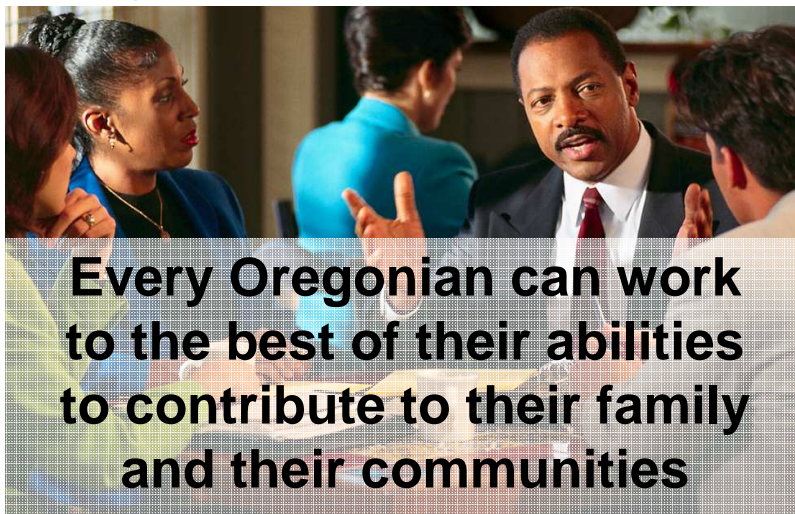 Every Oregonian can work
to the best of their abilities
to contribute to their family
and their communities